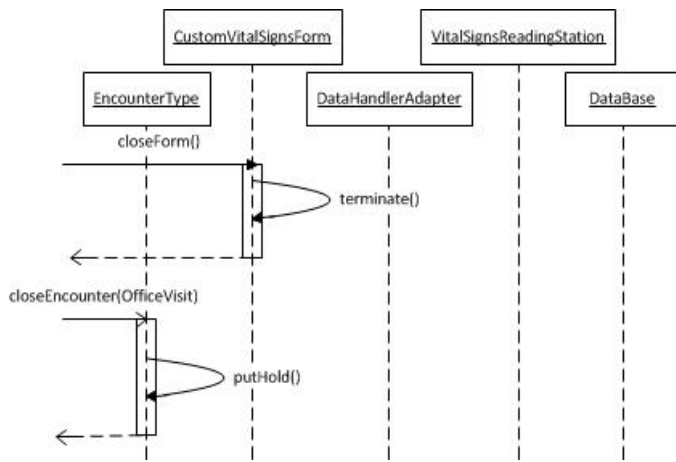 CustomVitalSignsForm
VitalSignsReadingStation
EncounterType
DataHandlerAdapter
DataBase
closeForm()
terminate()
closeEncounter(OfficeVisit)
putHold()